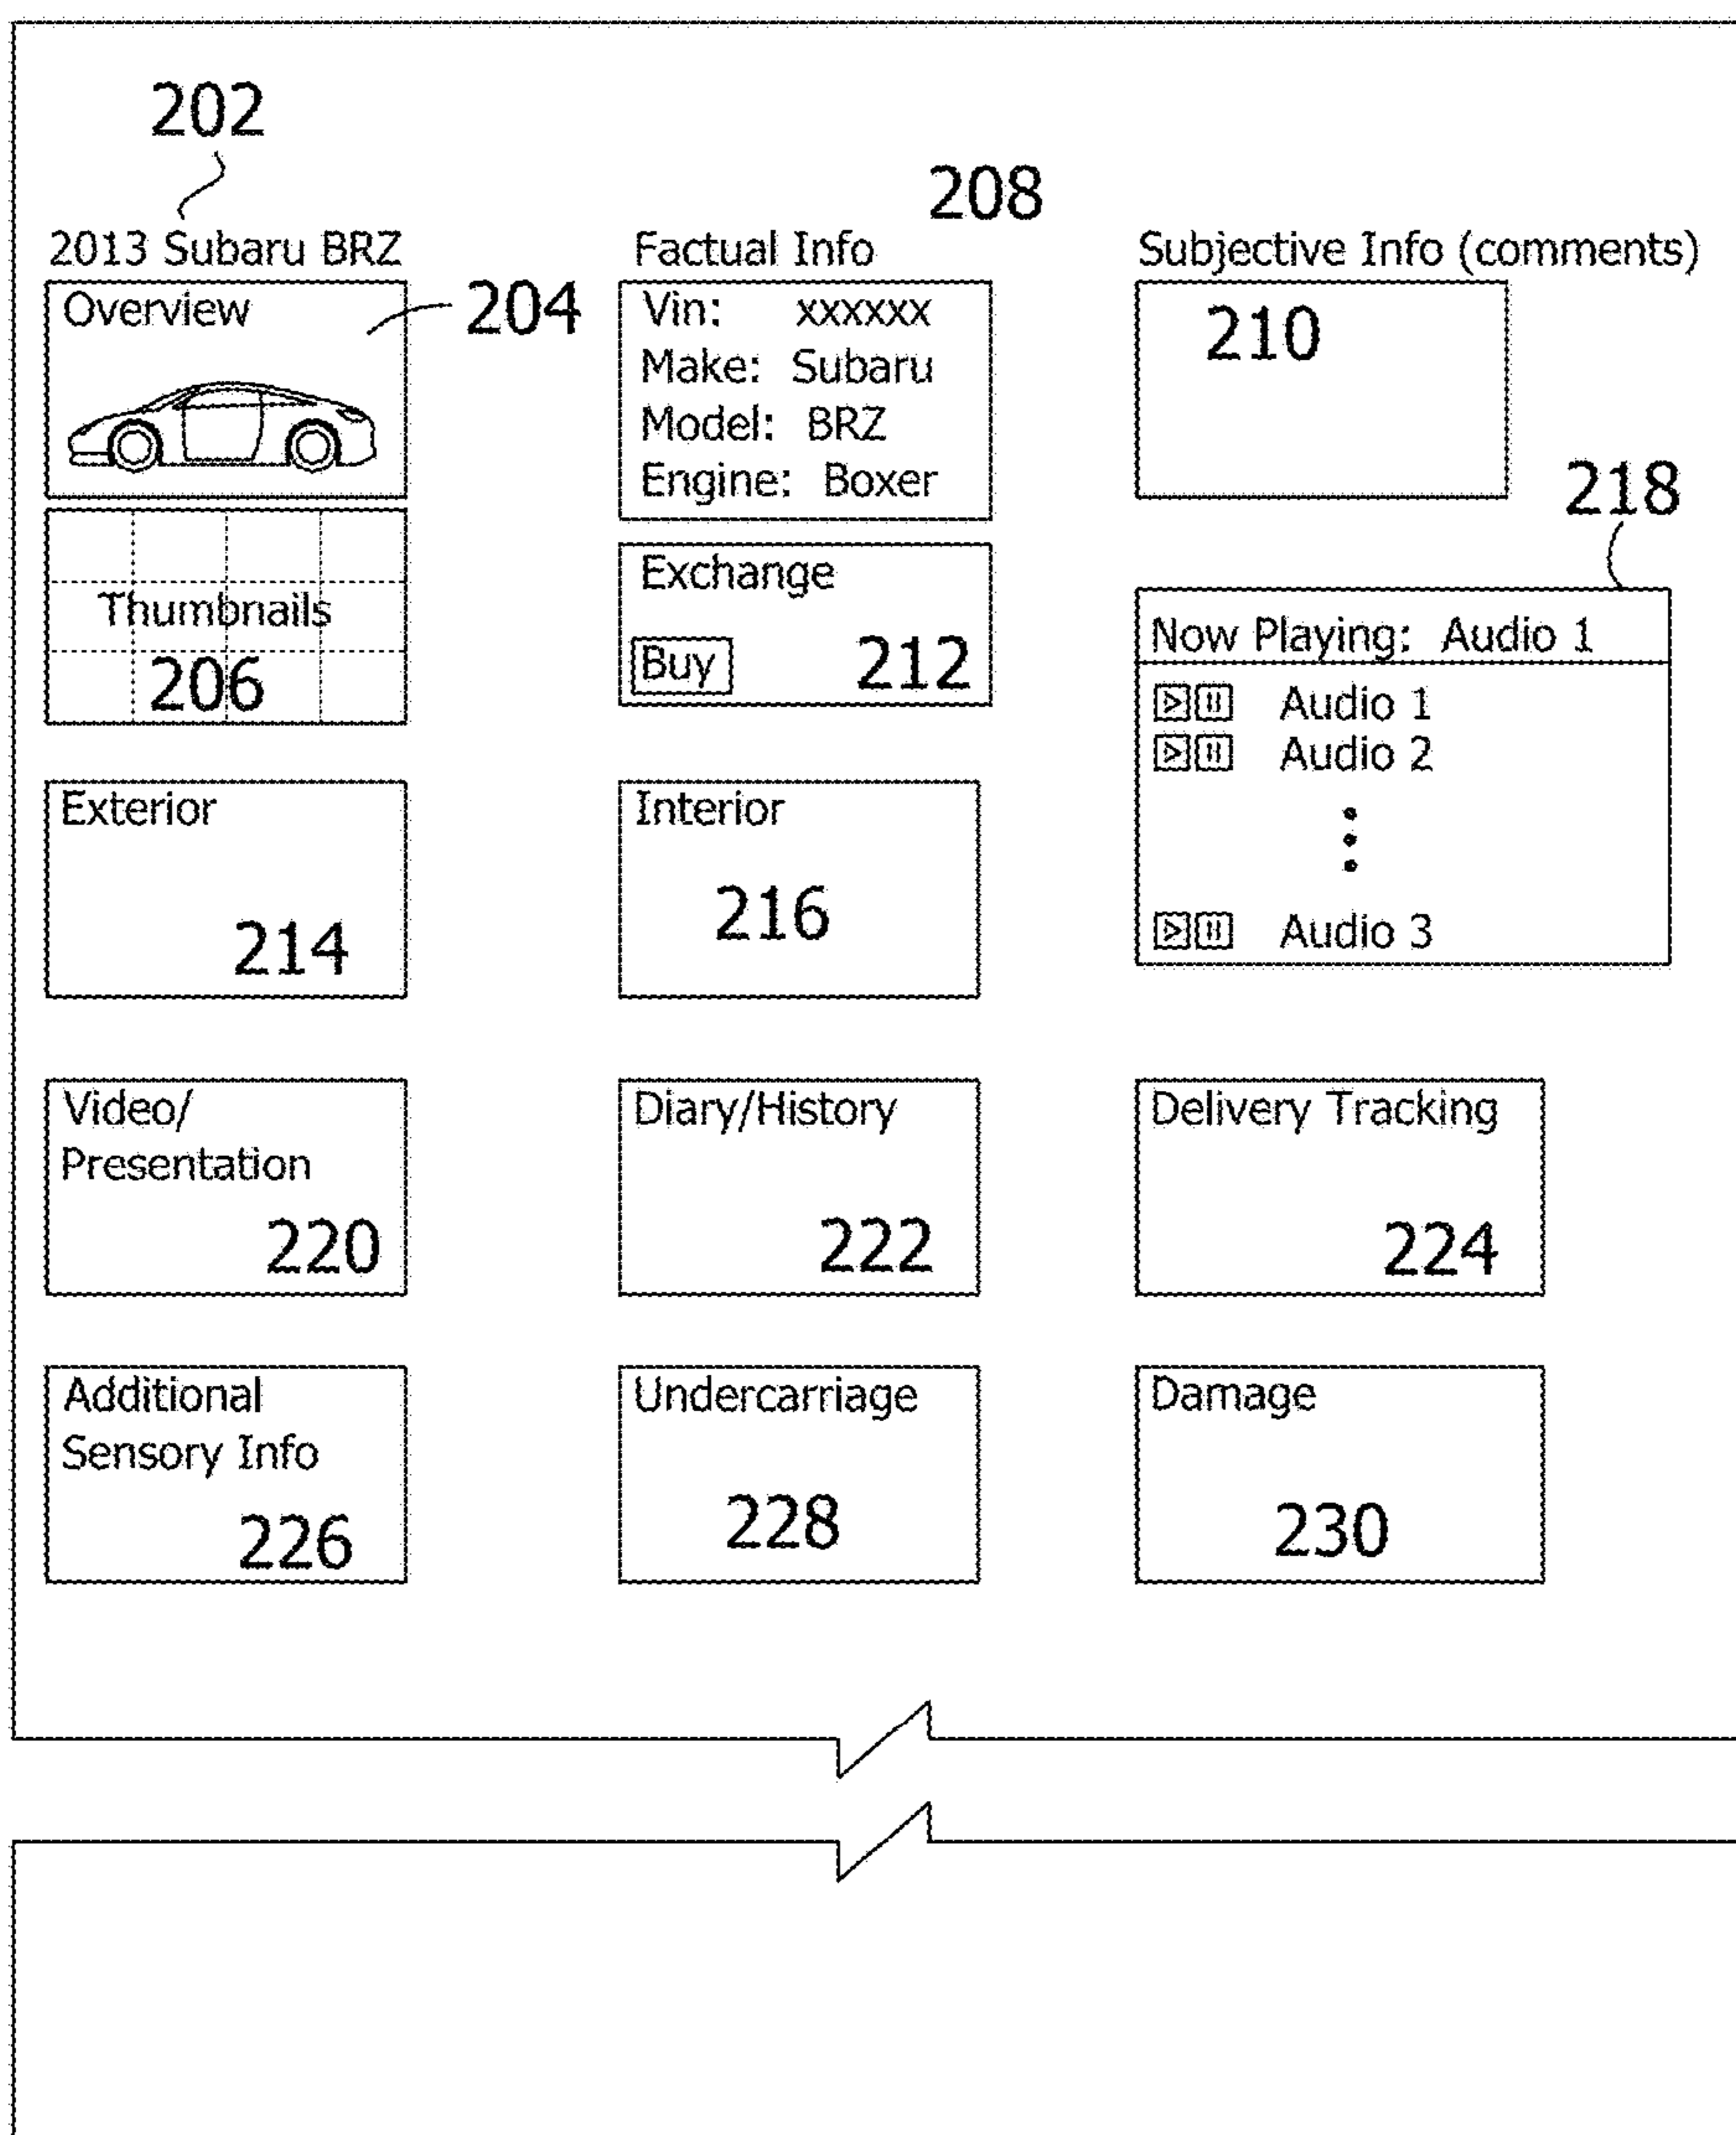 202
208
2013 Subaru BRZ
Factual Info
Subjective Info (comments)
Overview
204
Vin: xxxxxx
Make: Subaru
Model: BRZ
Engine: Boxer
210
218
Thumbnails
206
Exchange
Buy
212
Now Playing: Audio 1
Audio 1
Audio 2
Audio 3
Exterior
214
Interior
216
Video/
Presentation
220
Diary/History
222
Delivery Tracking
224
Additional
Sensory Info
226
Undercarriage
228
Damage
230